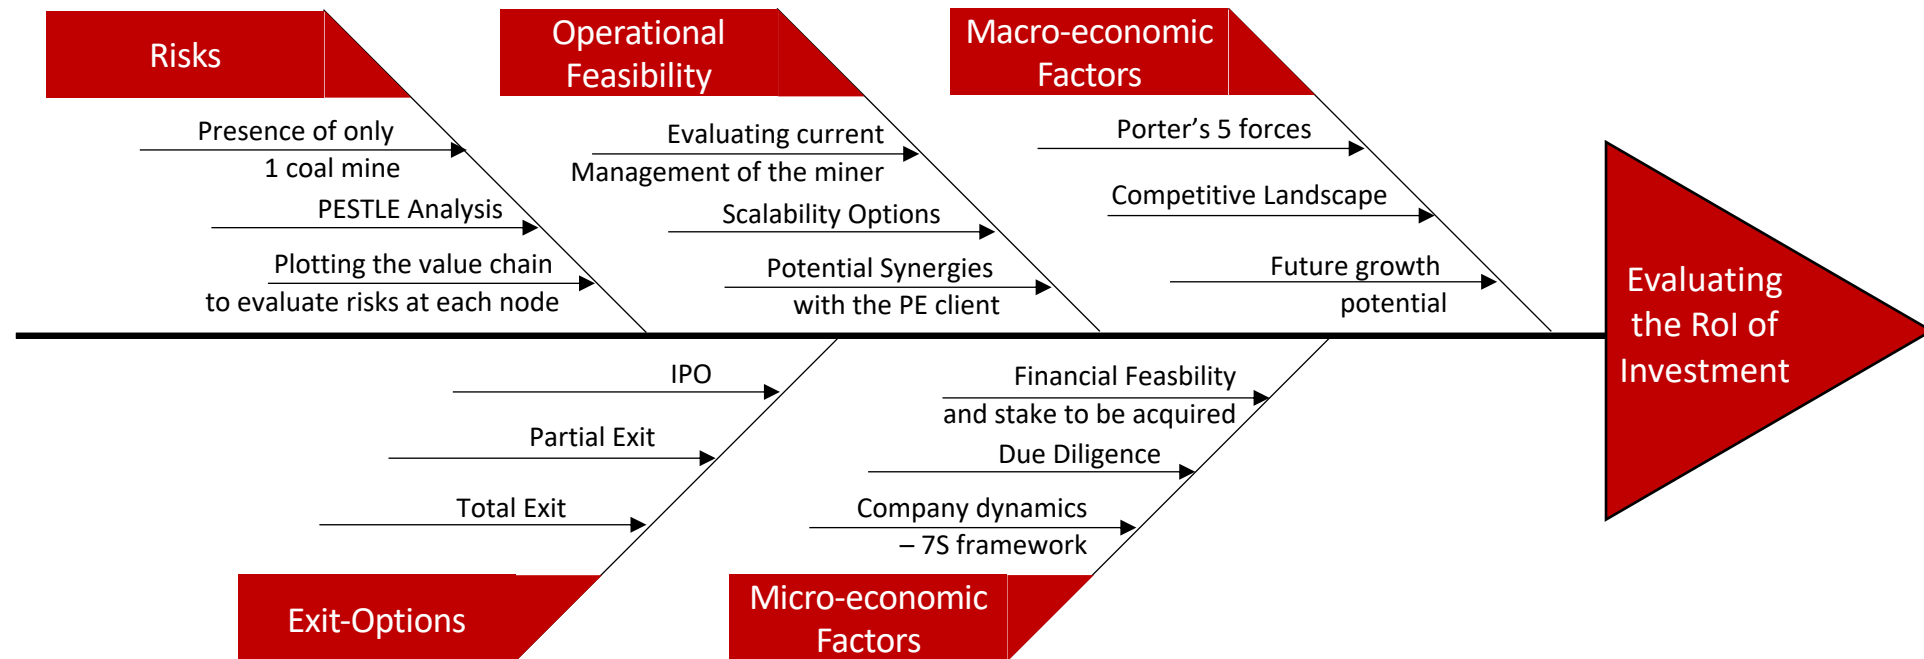 Risks
Presence of only
1 coal mine
PESTLE Analysis
Plotting the value chain
to evaluate risks at each node
Operational
Feasibility
Evaluating current
Management of the miner
Scalability Options
Potential Synergies
with the PE client
Macro-economic
Factors
Porter’s 5 forces
Competitive Landscape
Future growth
potential
Evaluating
the RoI of
Investment
IPO
Partial Exit
Total Exit
Exit-Options
Financial Feasbility
and stake to be acquired
Due Diligence
Company dynamics
– 7S framework
Micro-economic
Factors